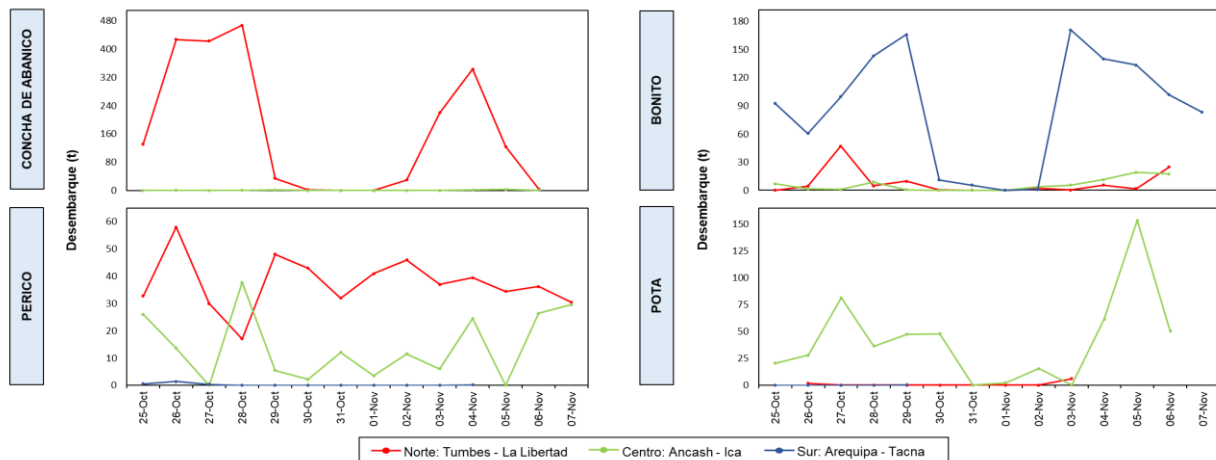 CONCHA DE ABANICO
Desembarque (t)
480
400
320
240
160
80
0
BONITO
Desembarque (t)
180
150
120
90
60
30
0
PERICO
60
50
40
30
20
10
0
25-Oct
26-Oct
27-Oct
28-Oct
29-Oct
30-Oct
31-Oct
01-Nov
02-Nov
03-Nov
04-Nov
05-Nov
06-Nov
07-Nov
POTA
150
125
100
75
50
25
0
25-Oct
26-Oct
27-Oct
28-Oct
29-Oct
30-Oct
31-Oct
01-Nov
02-Nov
03-Nov
04-Nov
05-Nov
06-Nov
07-Nov
Norte: Tumbes - La Libertad
Centro: Ancash - Ica
Sur: Arequipa - Tacna